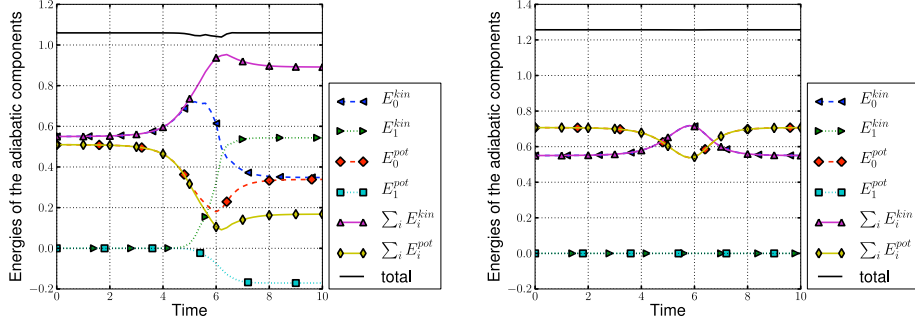 Energies of the adiabatic components
1.2
1.0
0.8
0.6
0.4
0.2
0.0
−0.2
0 2 4 6 8 10
Time
E_0^{kin}
E_1^{kin}
E_0^{pot}
E_1^{pot}
∑_i E_i^{kin}
∑_i E_i^{pot}
total
Energies of the adiabatic components
1.4
1.2
1.0
0.8
0.6
0.4
0.2
0.0
−0.2
0 2 4 6 8 10
Time
E_0^{kin}
E_1^{kin}
E_0^{pot}
E_1^{pot}
∑_i E_i^{kin}
∑_i E_i^{pot}
total